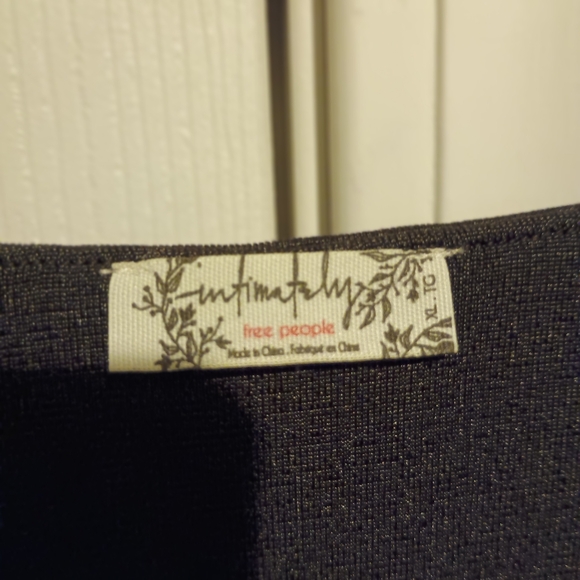 intimately
free people
Made in China . Fabriqué en Chine
XL . TG